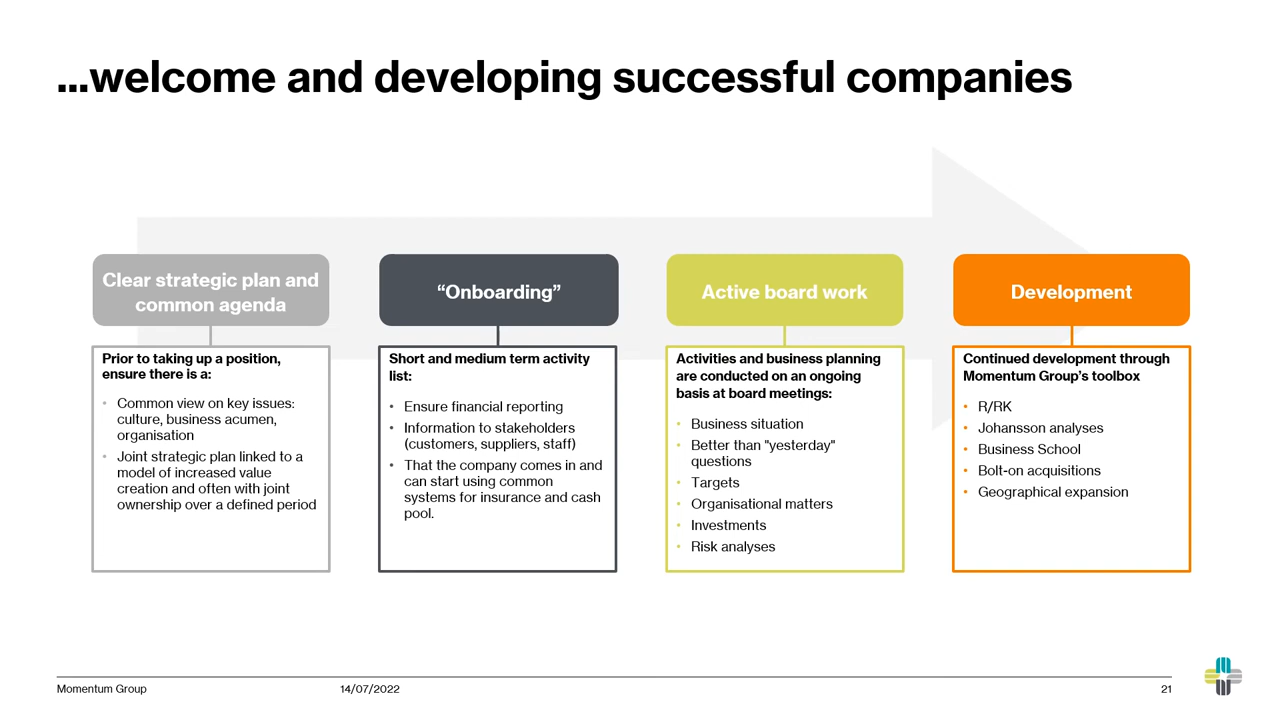 ...welcome and developing successful companies
Clear strategic plan and
common agenda
Prior to taking up a position,
ensure there is a:
• Common view on key issues:
culture, business acumen,
organisation
• Joint strategic plan linked to a
model of increased value
creation and often with joint
ownership over a defined period
“Onboarding”
Short and medium term activity
list:
• Ensure financial reporting
• Information to stakeholders
(customers, suppliers, staff)
• That the company comes in and
can start using common
systems for insurance and cash
pool.
Active board work
Activities and business planning
are conducted on an ongoing
basis at board meetings:
• Business situation
• Better than "yesterday"
questions
• Targets
• Organisational matters
• Investments
• Risk analyses
Development
Continued development through
Momentum Group’s toolbox
• R/RK
• Johansson analyses
• Business School
• Bolt-on acquisitions
• Geographical expansion
Momentum Group 14/07/2022 21